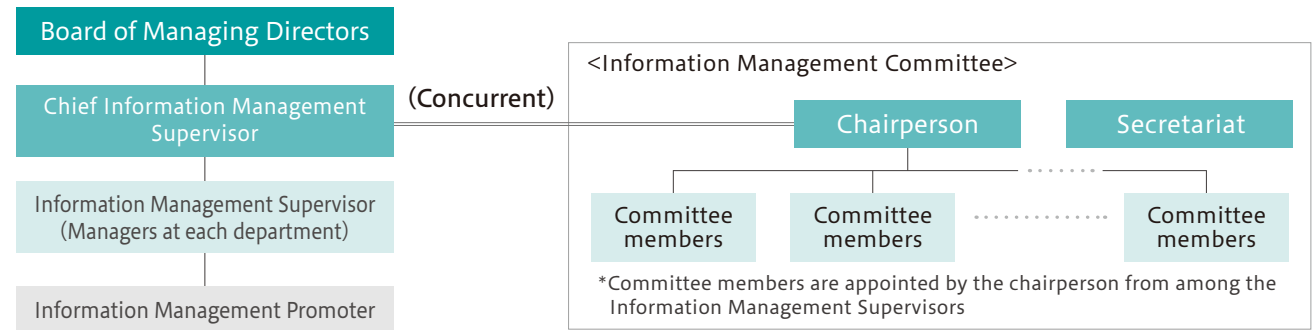 Board of Managing Directors
Chief Information Management
Supervisor
Information Management Supervisor
(Managers at each department)
Information Management Promoter
(Concurrent)
<Information Management Committee>
Chairperson
Secretariat
Committee
members
Committee
members
Committee
members
*Committee members are appointed by the chairperson from among the
Information Management Supervisors